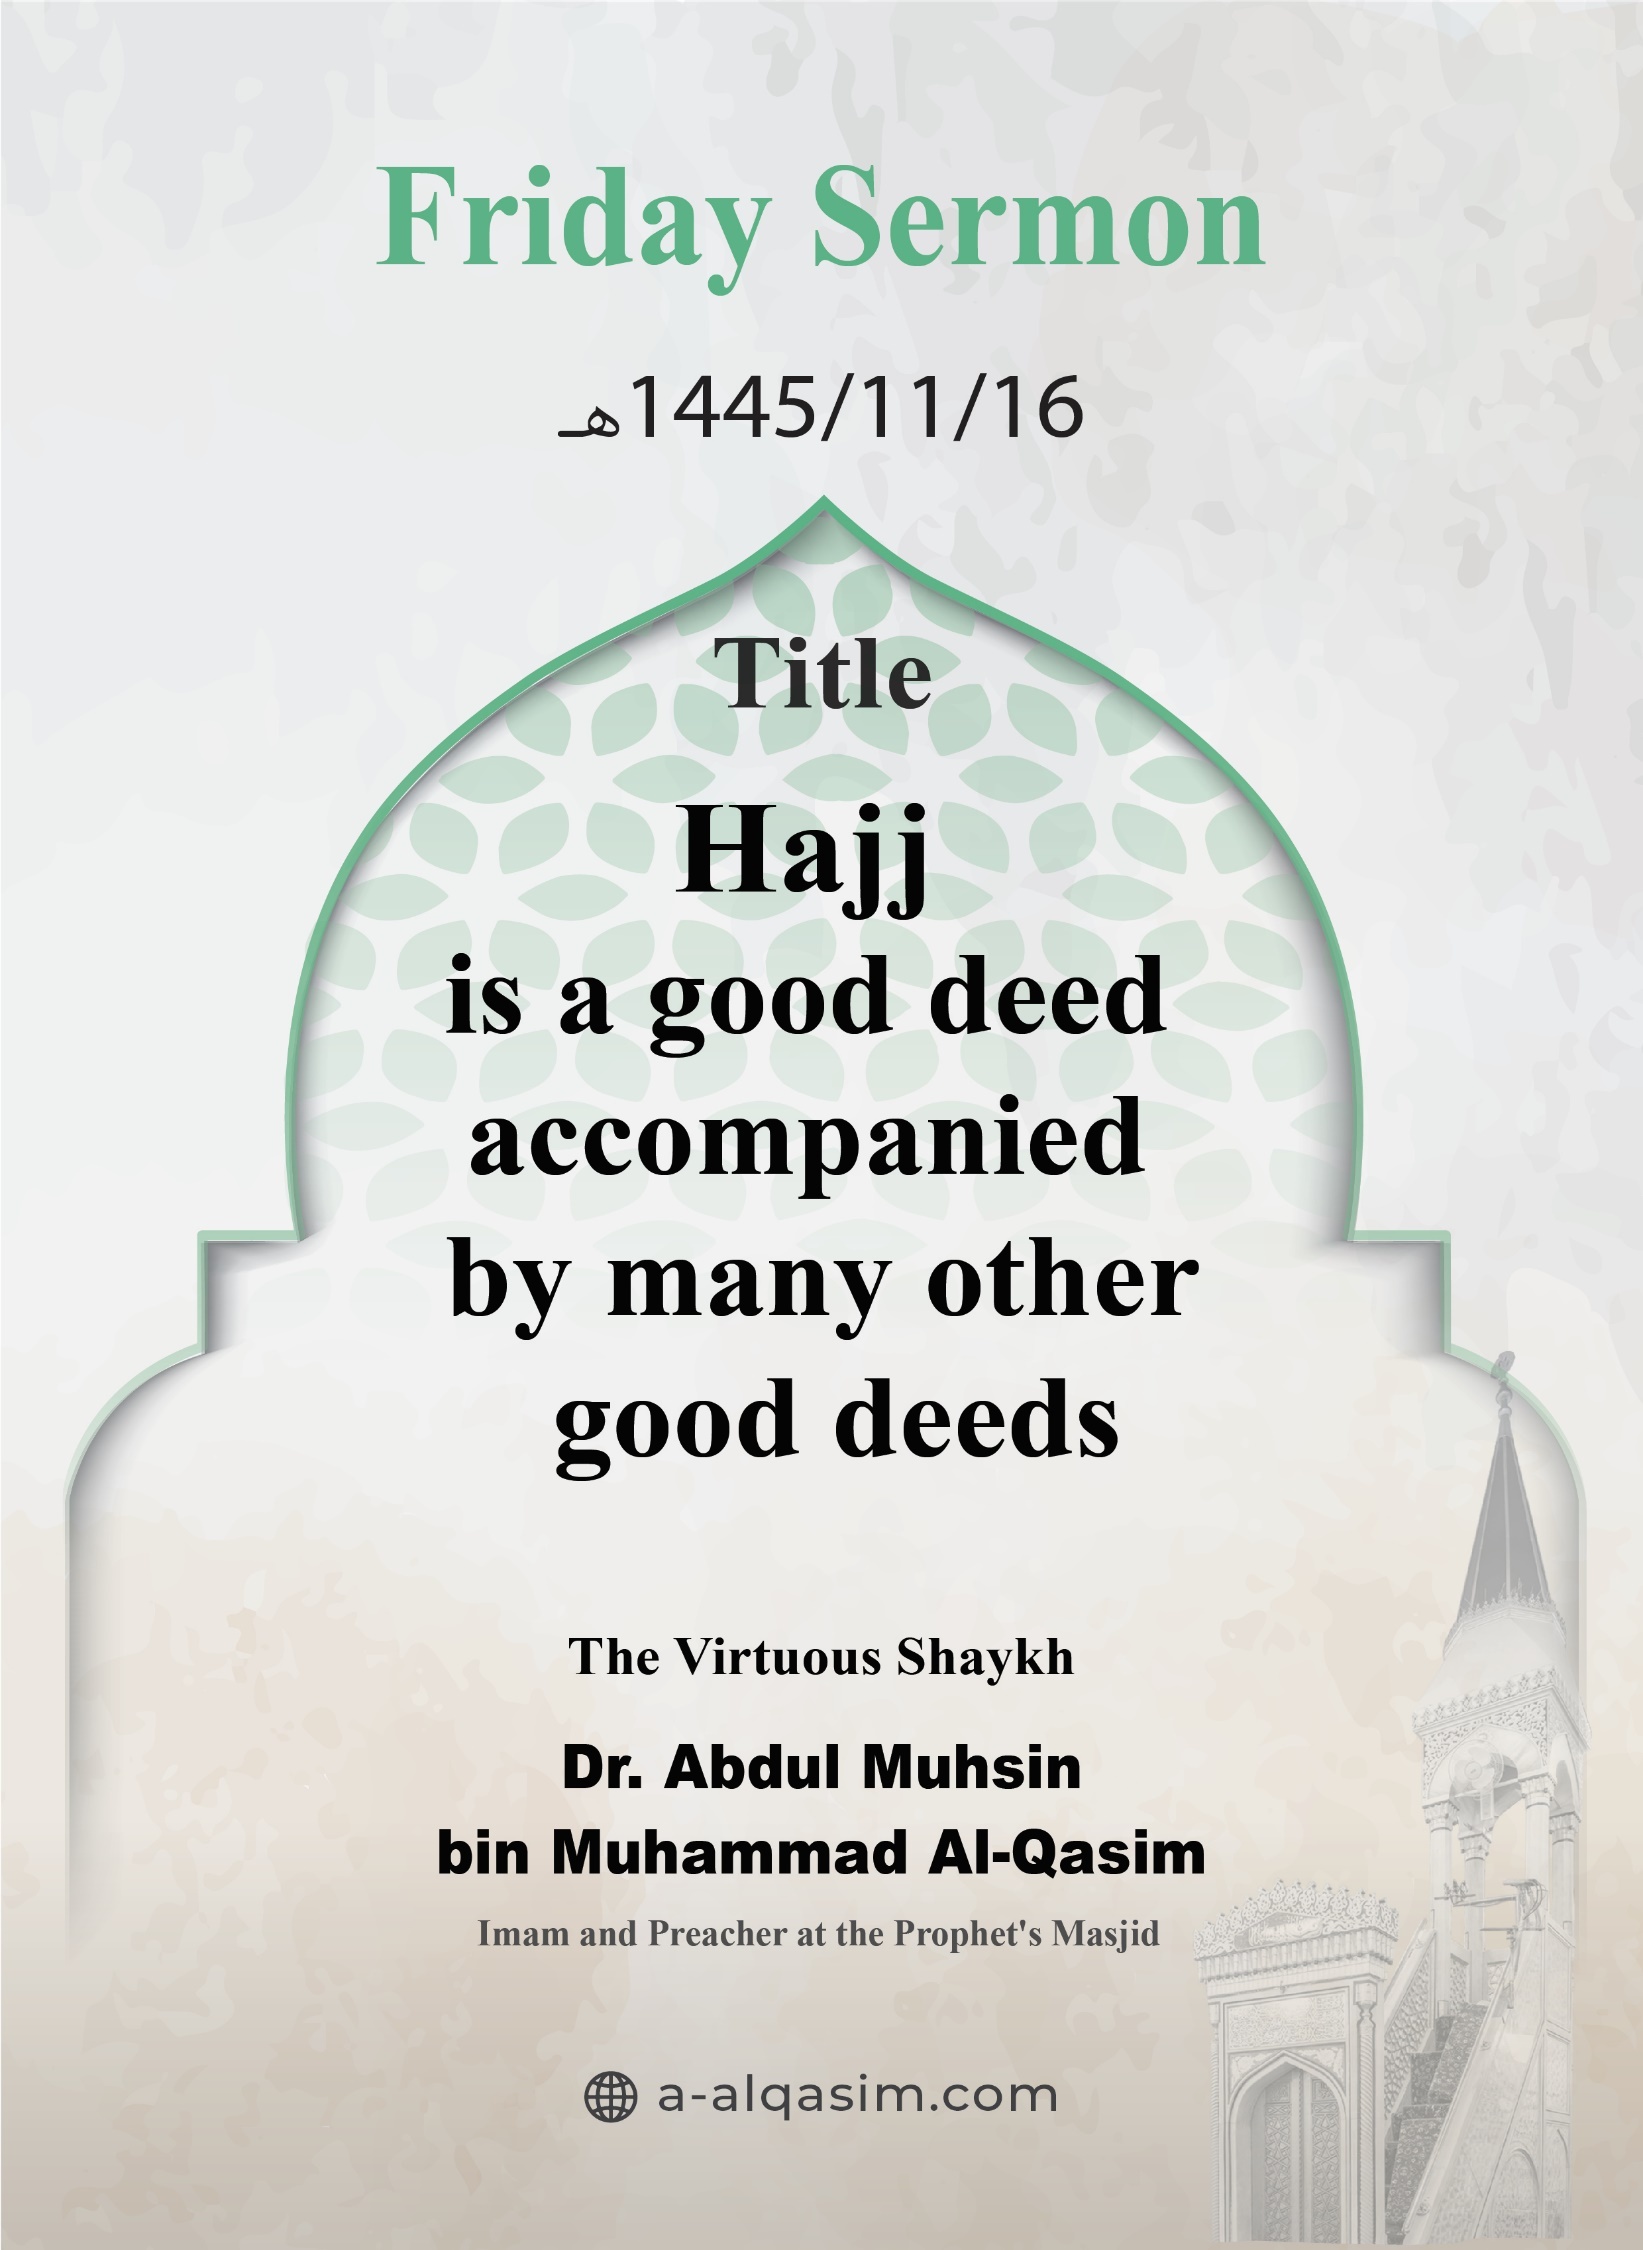 Friday Sermon
1445/11/16هـ
Title
Hajj
is a good deed
accompanied
by many other
good deeds
The Virtuous Shaykh
Dr. Abdul Muhsin
bin Muhammad Al-Qasim
Imam and Preacher at the Prophet's Masjid
a-alqasim.com